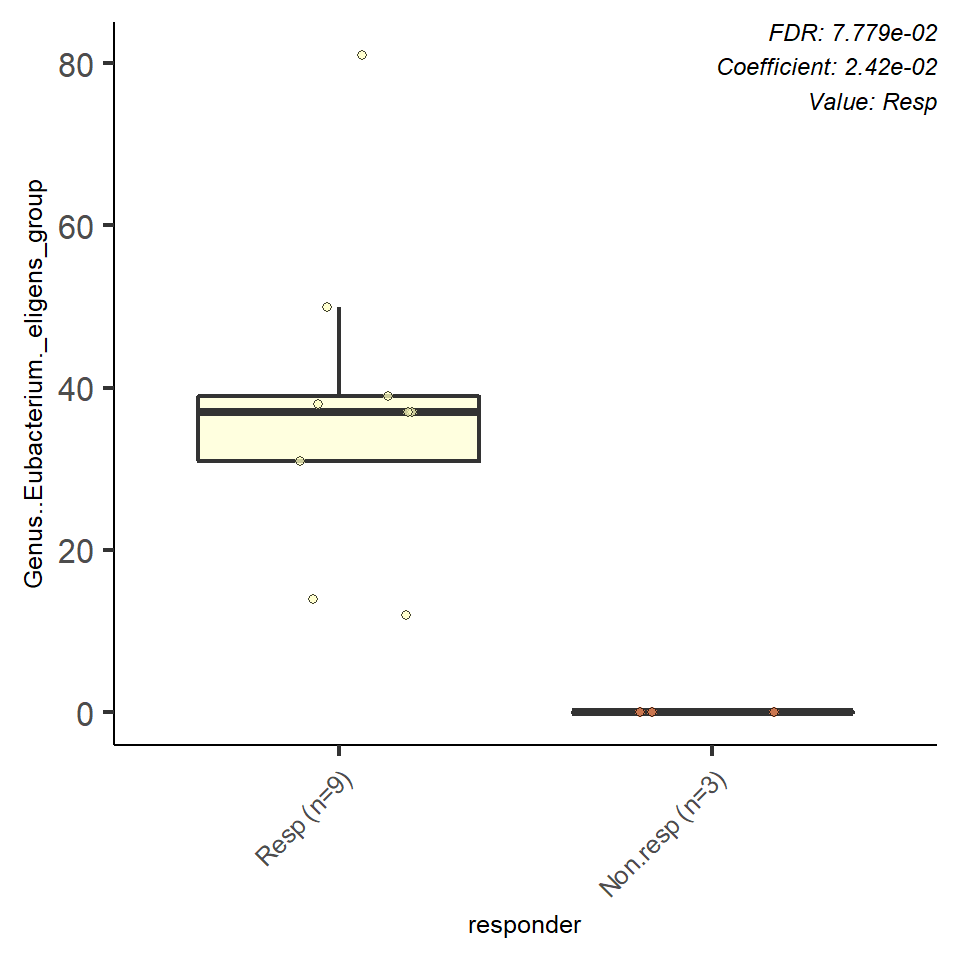 FDR: 7.779e-02
Coefficient: 2.42e-02
Value: Resp
Genus..Eubacterium._eligens_group
80
60
40
20
0
Resp (n=9)
Non.resp (n=3)
responder